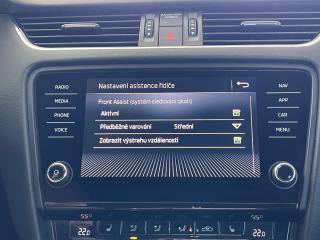 RADIO
MEDIA
PHONE
VOICE
Nastavení asistence řidiče
Front Assist (systém sledování okolí)
Aktivní
Předběžné varování Střední
Zobrazit výstrahu vzdálenosti
NAV
APP
CAR
MENU
22.0
22.0